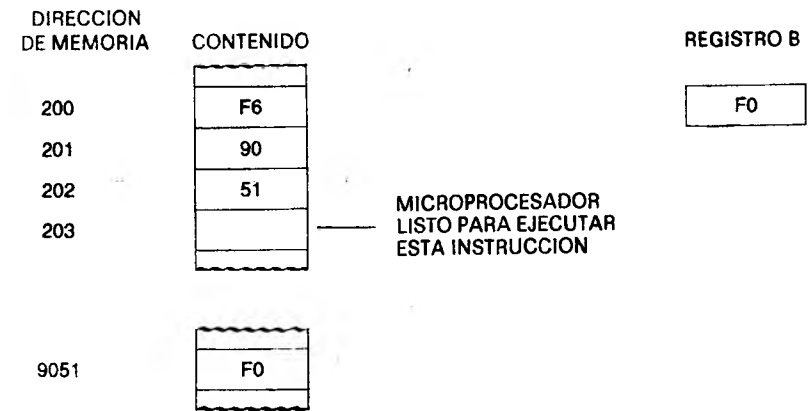 DIRECCION
DE MEMORIA CONTENIDO REGISTRO B
200 F6 F0
201 90
202 51
203
MICROPROCESADOR
LISTO PARA EJECUTAR
ESTA INSTRUCCION
9051 F0